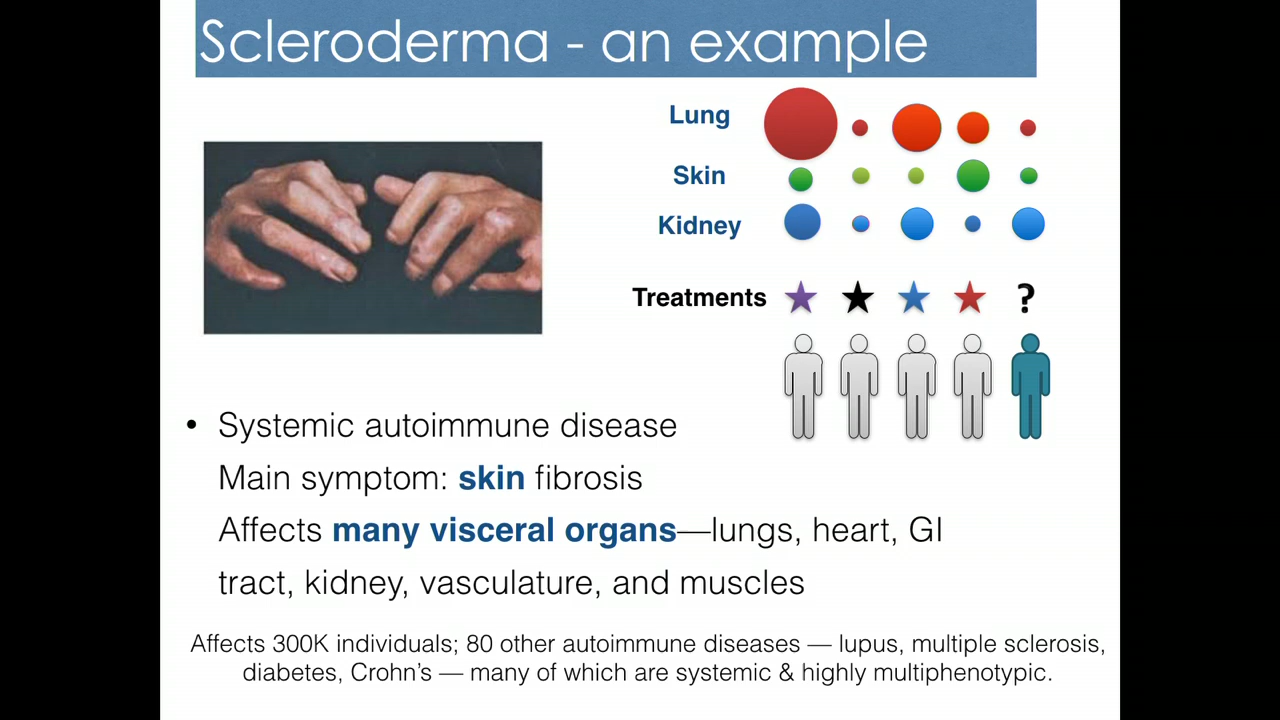 Scleroderma - an example
Lung
Skin
Kidney
Treatments
?
• Systemic autoimmune disease
Main symptom: skin fibrosis
Affects many visceral organs—lungs, heart, GI
tract, kidney, vasculature, and muscles
Affects 300K individuals; 80 other autoimmune diseases — lupus, multiple sclerosis,
diabetes, Crohn’s — many of which are systemic & highly multiphenotypic.